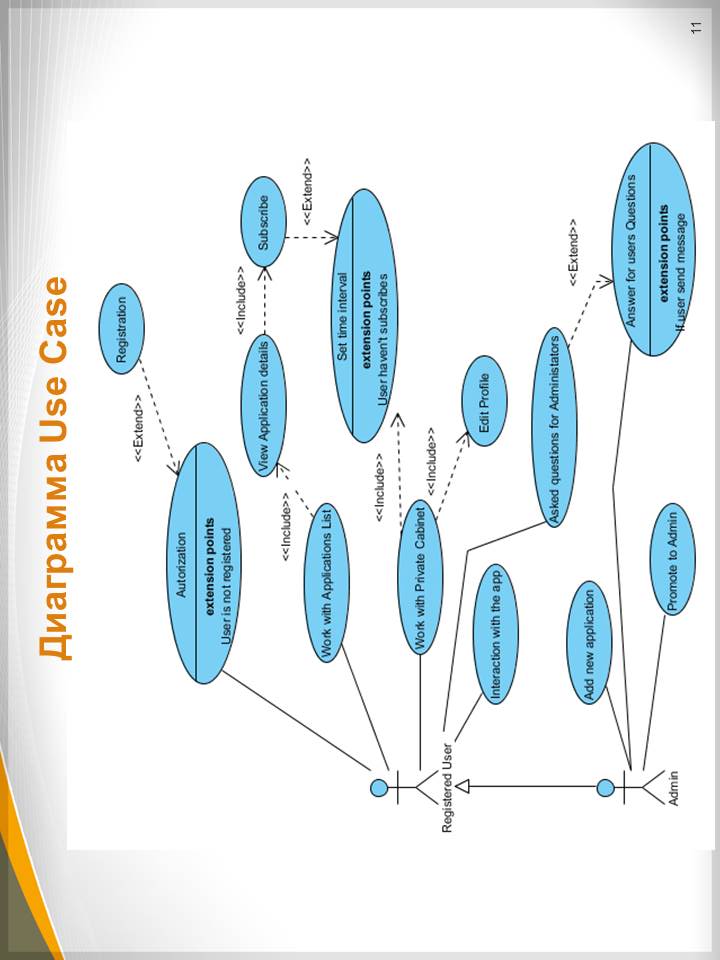 Диаграмма Use Case
Registration
<<Extend>>
Autorization
extension points
User is not registered
Subscribe
<<Extend>>
<<Include>>
View Application details
<<Include>>
Work with Applications List
Set time interval
extension points
User haven't subscribes
<<Include>>
<<Include>>
Edit Profile
Work with Private Cabinet
Interaction with the app
Registered User
Asked questions for Administators
<<Extend>>
Answer for users Questions
extension points
If user send message
Add new application
Promote to Admin
Admin
11